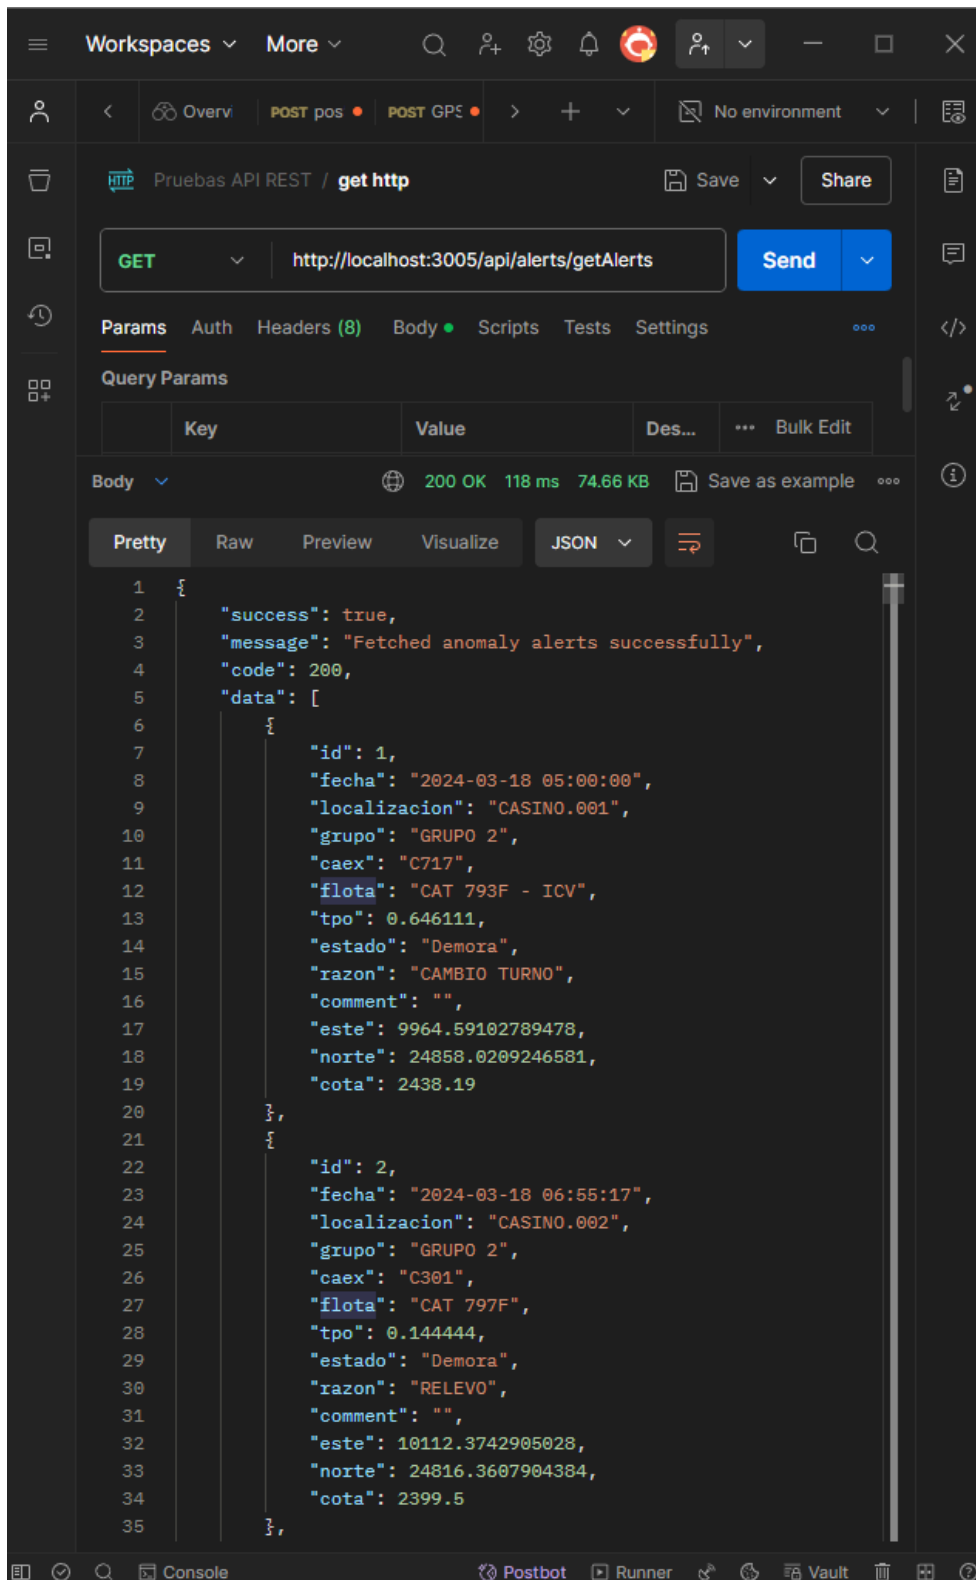 Workspaces More
Overvi POST pos POST GPS No environment
Pruebas API REST / get http Save Share
GET http://localhost:3005/api/alerts/getAlerts Send
Params Auth Headers (8) Body Scripts Tests Settings
Query Params
Key Value Des... Bulk Edit
Body 200 OK 118 ms 74.66 KB Save as example
Pretty Raw Preview Visualize JSON
1 {
2 "success": true,
3 "message": "Fetched anomaly alerts successfully",
4 "code": 200,
5 "data": [
6 {
7 "id": 1,
8 "fecha": "2024-03-18 05:00:00",
9 "localizacion": "CASINO.001",
10 "grupo": "GRUPO 2",
11 "caex": "C717",
12 "flota": "CAT 793F - ICV",
13 "tpo": 0.646111,
14 "estado": "Demora",
15 "razon": "CAMBIO TURNO",
16 "comment": "",
17 "este": 9964.59102789478,
18 "norte": 24858.0209246581,
19 "cota": 2438.19
20 },
21 {
22 "id": 2,
23 "fecha": "2024-03-18 06:55:17",
24 "localizacion": "CASINO.002",
25 "grupo": "GRUPO 2",
26 "caex": "C301",
27 "flota": "CAT 797F",
28 "tpo": 0.144444,
29 "estado": "Demora",
30 "razon": "RELEVO",
31 "comment": "",
32 "este": 10112.3742905028,
33 "norte": 24816.3607904384,
34 "cota": 2399.5
35 },
Console Postbot Runner Vault